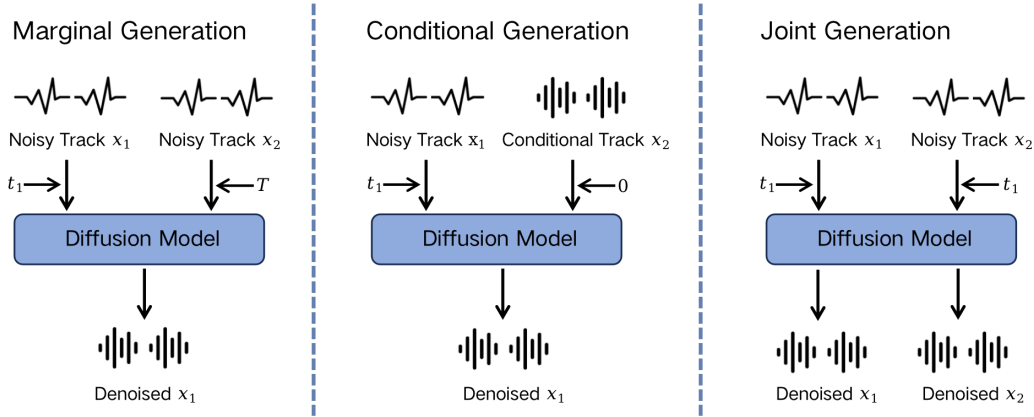 Marginal Generation
Noisy Track x₁
Noisy Track x₂
t₁
T
Diffusion Model
Denoised x₁
Conditional Generation
Noisy Track x₁
Conditional Track x₂
t₁
0
Diffusion Model
Denoised x₁
Joint Generation
Noisy Track x₁
Noisy Track x₂
t₁
t₁
Diffusion Model
Denoised x₁
Denoised x₂